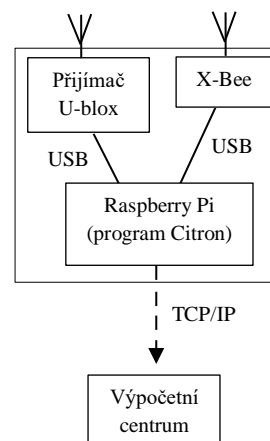 Přijímač
U-blox
X-Bee
USB
USB
Raspberry Pi
(program Citron)
TCP/IP
Výpočetní
centrum